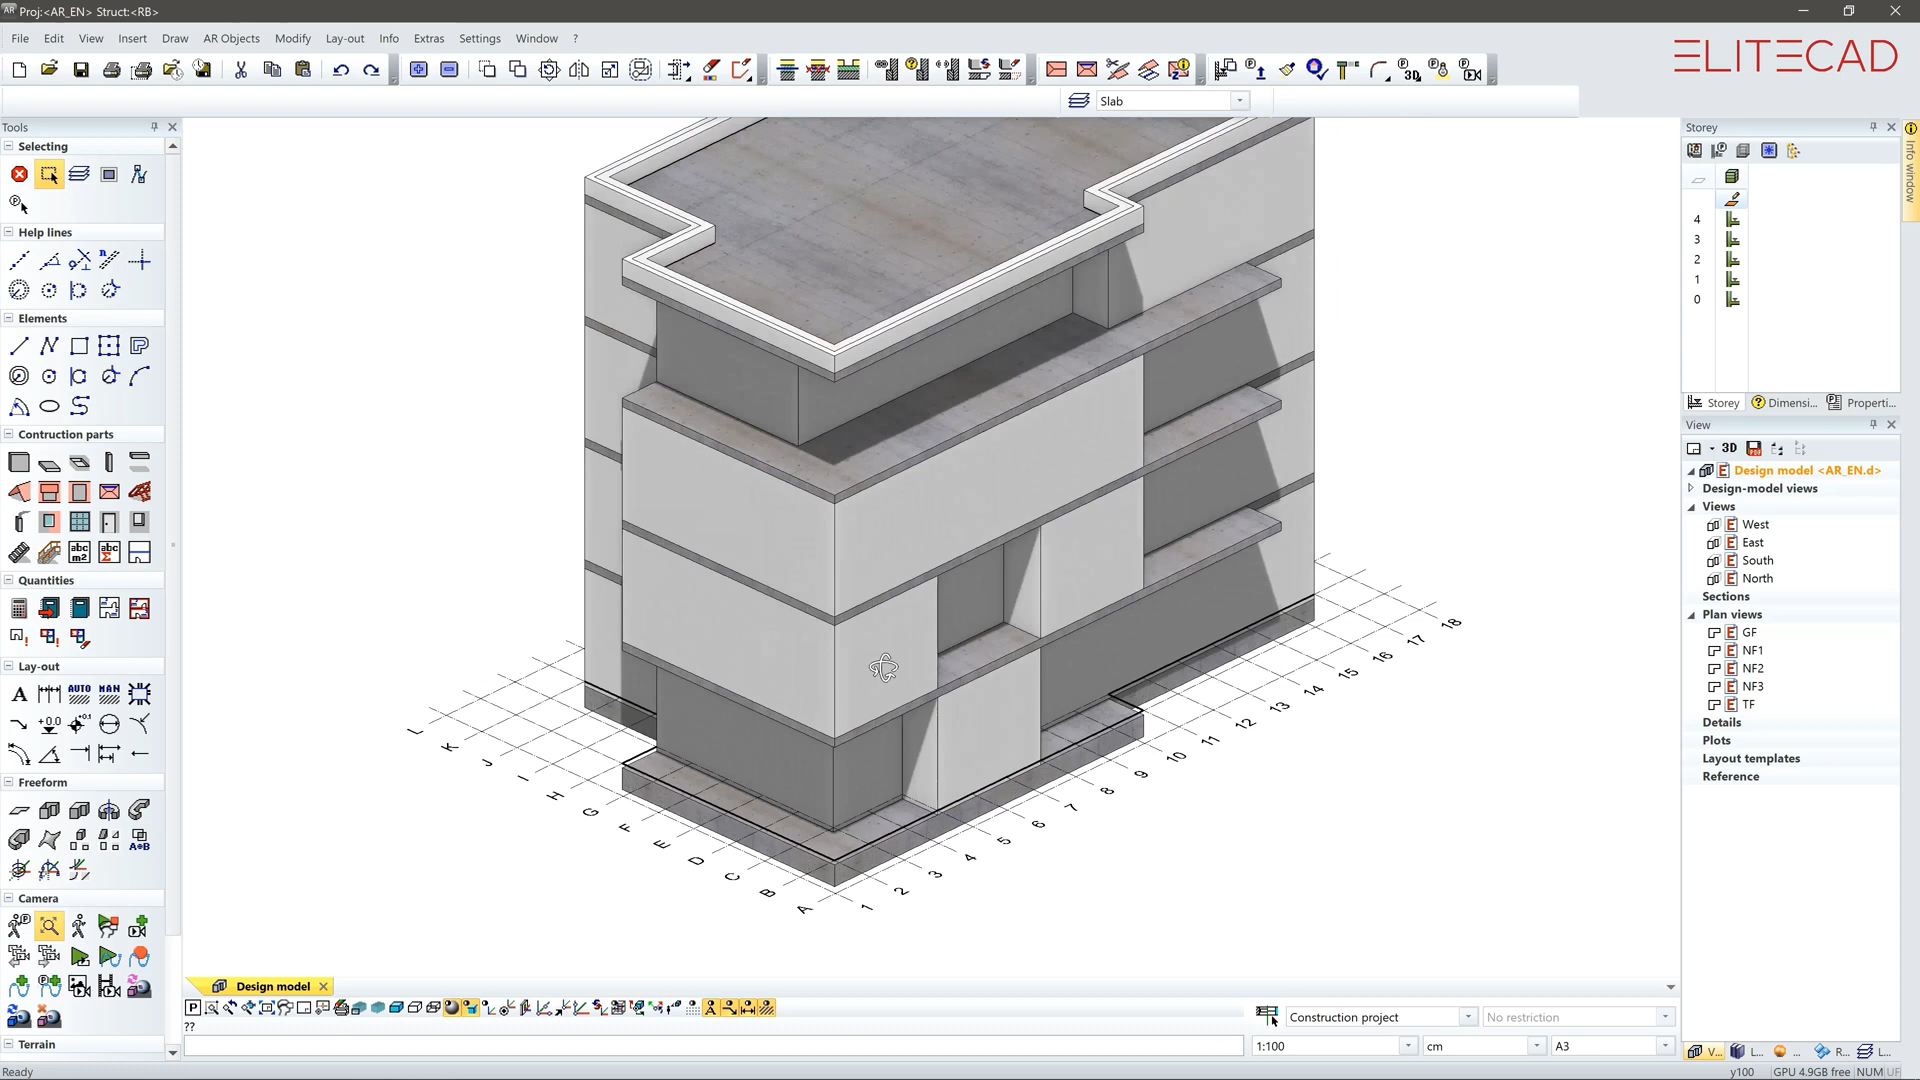 AR Proj:<AR_EN> Struct:<RB>
File Edit View Insert Draw AR Objects Modify Lay-out Info Extras Settings Window ?
ELITECAD
Slab
Tools
Selecting
Help lines
Elements
Contruction parts
Quantities
Lay-out
Freeform
Camera
Terrain
Storey
4
3
2
1
0
Info window
Storey Dimensi... Properti...
View
3D
Design model <AR_EN.d>
Design-model views
Views
West
East
South
North
Sections
Plan views
GF
NF1
NF2
NF3
TF
Details
Plots
Layout templates
Reference
L K J I H G F E D C B A
1 2 3 4 5 6 7 8 9 10 11 12 13 14 15 16 17 18
Design model
??
Construction project
No restriction
1:100
cm
A3
V... L... ... R... L...
Ready
y100 GPU 4.9GB free NUM UF